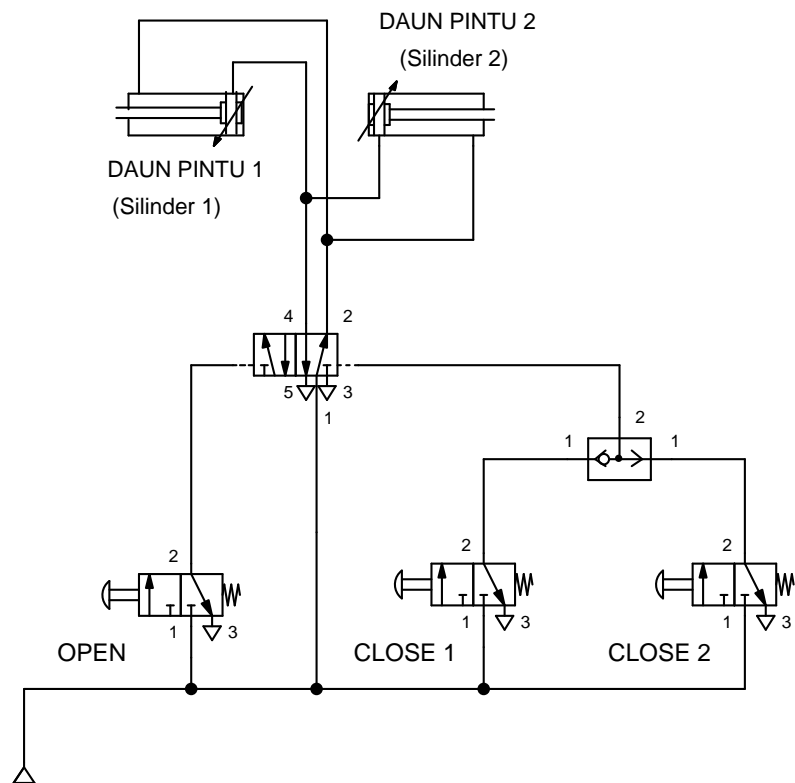 DAUN PINTU 2
(Silinder 2)
DAUN PINTU 1
(Silinder 1)
4 2
5 3
1
2
1 1
2
1 3
OPEN
2
1 3
CLOSE 1
2
1 3
CLOSE 2